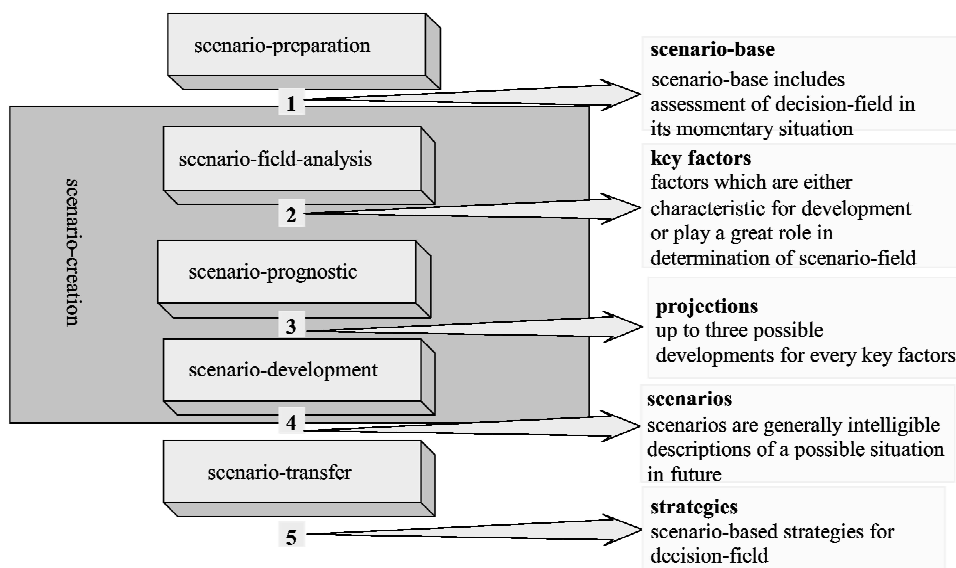 scenario-preparation
1
scenario-base
scenario-base includes
assessment of decision-field in
its momentary situation
scenario-creation
scenario-field-analysis
2
key factors
factors which are either
characteristic for development
or play a great role in
determination of scenario-field
scenario-prognostic
3
projections
up to three possible
developments for every key factors
scenario-development
4
scenarios
scenarios are generally intelligible
descriptions of a possible situation
in future
scenario-transfer
5
strategies
scenario-based strategies for
decision-field